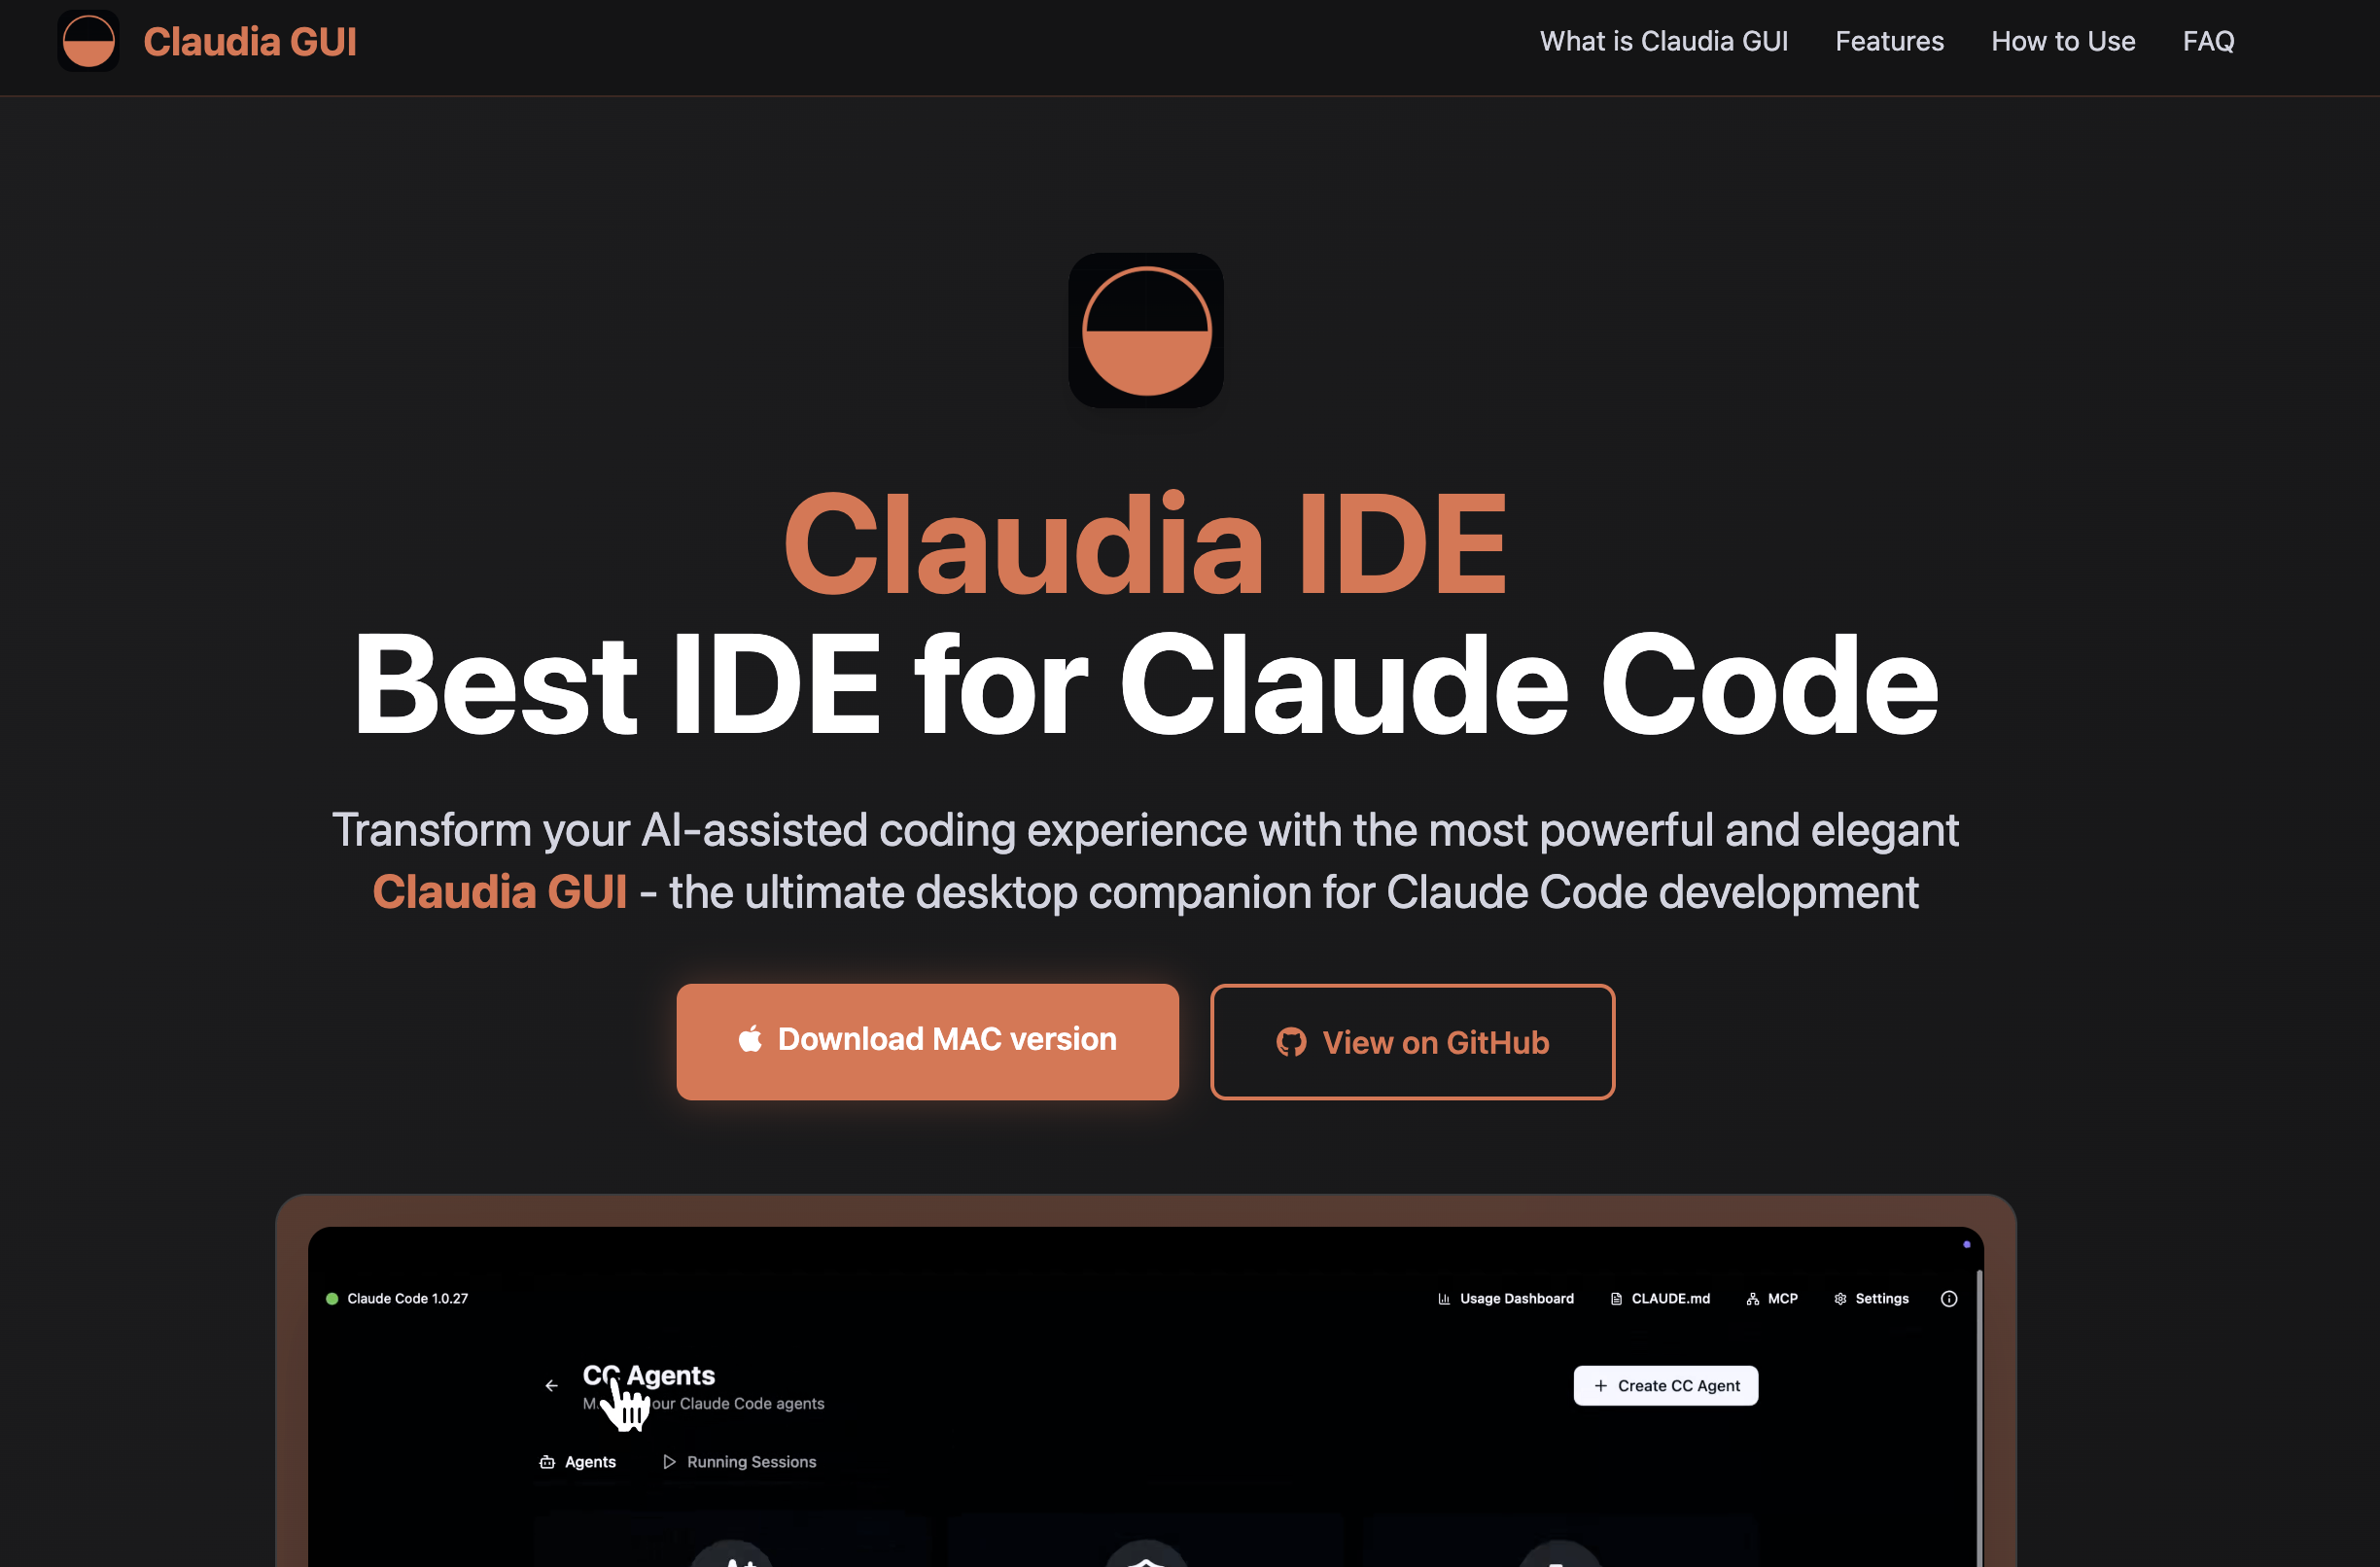 Claudia GUI
What is Claudia GUI
Features
How to Use
FAQ
Claudia IDE
Best IDE for Claude Code
Transform your AI-assisted coding experience with the most powerful and elegant
Claudia GUI - the ultimate desktop companion for Claude Code development
Download MAC version
View on GitHub
Claude Code 1.0.27
Usage Dashboard
CLAUDE.md
MCP
Settings
CC Agents
our Claude Code agents
Create CC Agent
Agents
Running Sessions